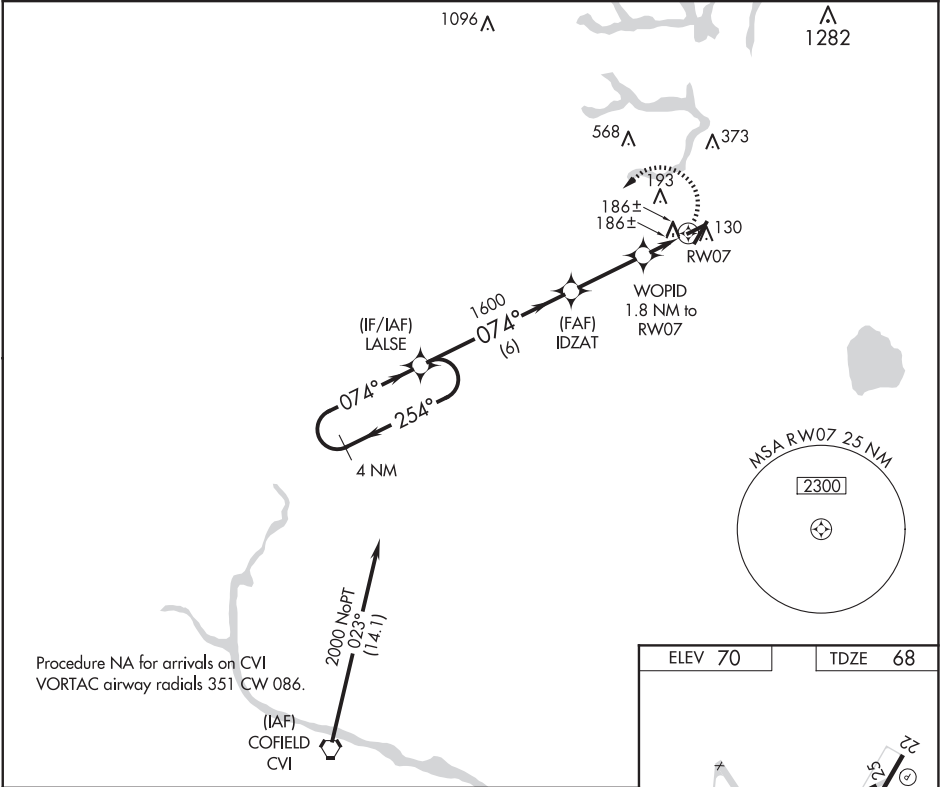 1096
1282
568
373
193
186±
186±
130
RW07
WOPID
1.8 NM to
RW07
(FAF)
IDZAT
1600
074°
(6)
(IF/IAF)
LALSE
074°
254°
4 NM
MSA RW07 25 NM
2300
2000 NoPT
023°
(14.1)
Procedure NA for arrivals on CVI
VORTAC airway radials 351 CW 086.
(IAF)
COFIELD
CVI
ELEV 70
TDZE 68
22
25